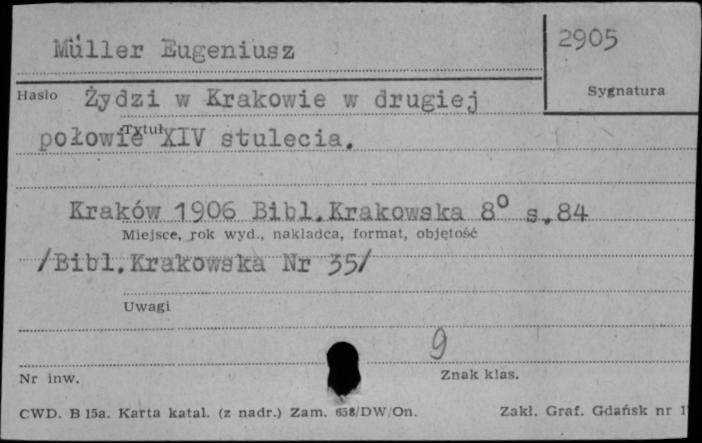 Müller Eugeniusz
2905
Hasło
Sygnatura
Żydzi w Krakowie w drugiej
Tytuł
połowie XIV stulecia.
Kraków 1906 Bibl.Krakowska 8° s.84
Miejsce, rok wyd., nakładca, format, objętość
/Bibl.Krakowska Nr 35/
Uwagi
9
Nr inw.
Znak klas.
CWD. B 15a. Karta katal. (z nadr.) Zam. 658/DW/On.
Zakł. Graf. Gdańsk nr